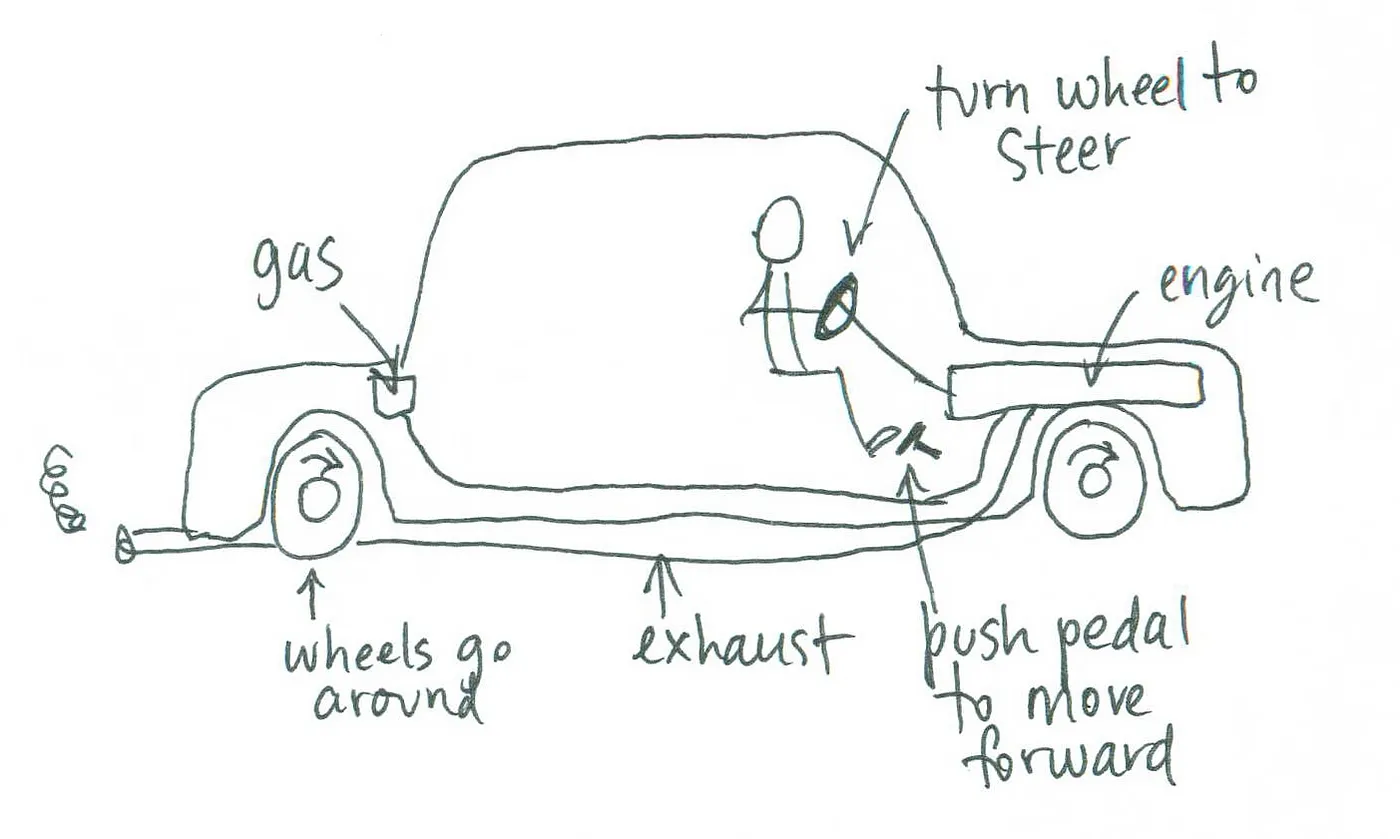 turn wheel to
steer
gas
engine
wheels go
around
exhaust
push pedal
to move
forward